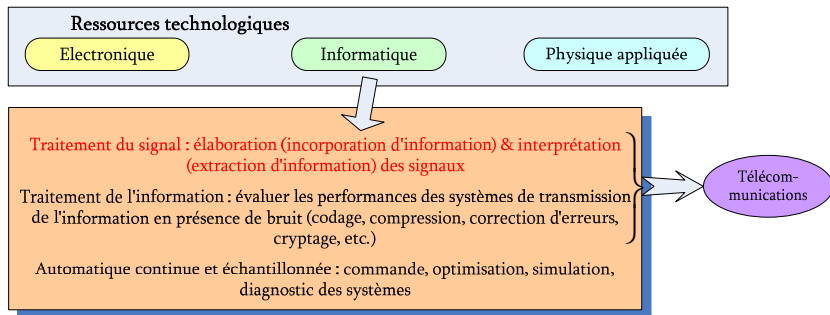 Ressources technologiques
Electronique
Informatique
Physique appliquée
Traitement du signal : élaboration (incorporation d'information) & interprétation
(extraction d'information) des signaux
Traitement de l'information : évaluer les performances des systèmes de transmission
de l'information en présence de bruit (codage, compression, correction d'erreurs,
cryptage, etc.)
Automatique continue et échantillonnée : commande, optimisation, simulation,
diagnostic des systèmes
Télécom-
munications